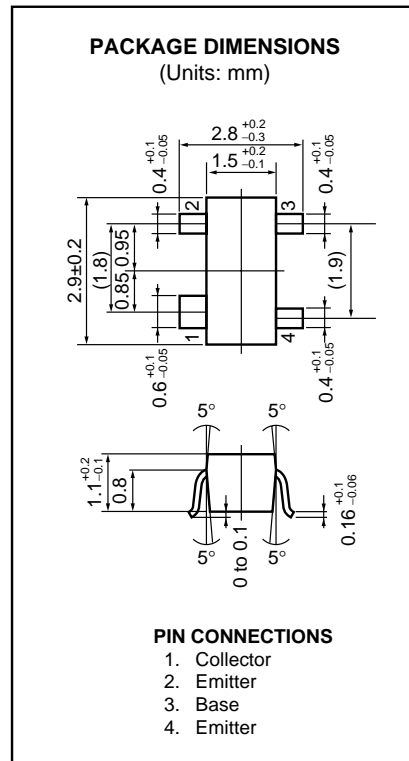 PACKAGE DIMENSIONS
(Units: mm)
2.8 +0.2 −0.3
1.5 +0.2 −0.1
0.4 +0.1 −0.05
0.4 +0.1 −0.05
2
3
2.9±0.2
(1.8)
0.95
0.85
(1.9)
1
4
0.6 +0.1 −0.05
0.4 +0.1 −0.05
5°
5°
1.1 +0.2 −0.1
0.8
0.16 +0.1 −0.06
5°
5°
0 to 0.1
PIN CONNECTIONS
1. Collector
2. Emitter
3. Base
4. Emitter